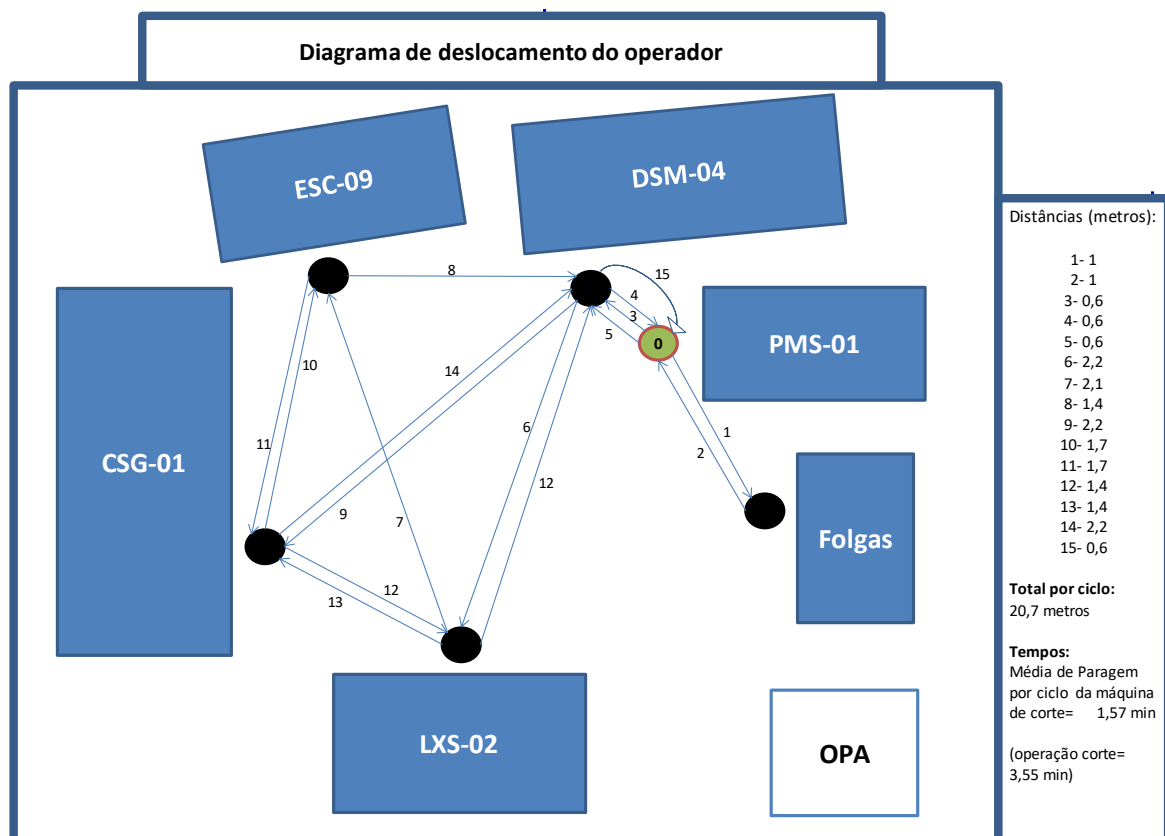 Diagrama de deslocamento do operador
ESC-09
DSM-04
Distâncias (metros):
1- 1
2- 1
3- 0,6
4- 0,6
5- 0,6
6- 2,2
7- 2,1
8- 1,4
9- 2,2
10- 1,7
11- 1,7
12- 1,4
13- 1,4
14- 2,2
15- 0,6
Total por ciclo:
20,7 metros
Tempos:
Média de Paragem
por ciclo da máquina
de corte= 1,57 min
(operação corte=
3,55 min)
8
15
4
3
5
0
PMS-01
10
14
11
6
1
2
CSG-01
12
9
7
Folgas
12
13
LXS-02
OPA